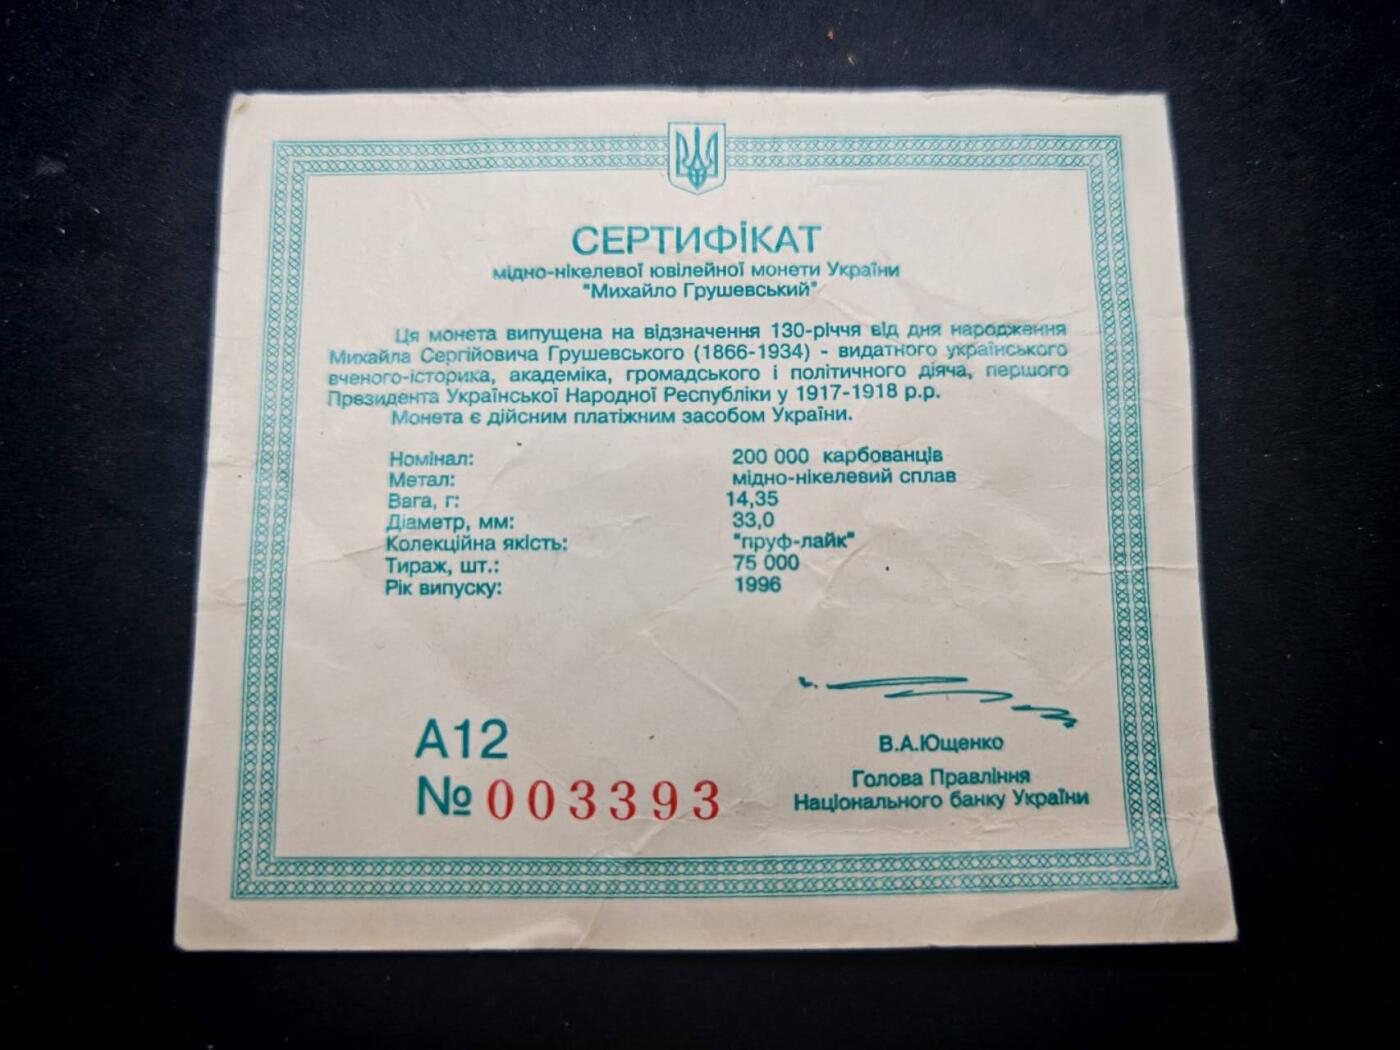 СЕРТИФІКАТ
мідно-нікелевої ювілейної монети України
"Михайло Грушевський"
Ця монета випущена на відзначення 130-річчя від дня народження
Михайла Сергійовича Грушевського (1866-1934) - видатного українського
вченого-історика, академіка, громадського і політичного діяча, першого
Президента Української Народної Республіки у 1917-1918 р.р.
Монета є дійсним платіжним засобом України.
Номінал: 200 000 карбованців
Метал: мідно-нікелевий сплав
Вага, г: 14,35
Діаметр, мм: 33,0
Колекційна якість: "пруф-лайк"
Тираж, шт.: 75 000
Рік випуску: 1996
А12
№ 003393
В.А.Ющенко
Голова Правління
Національного банку України